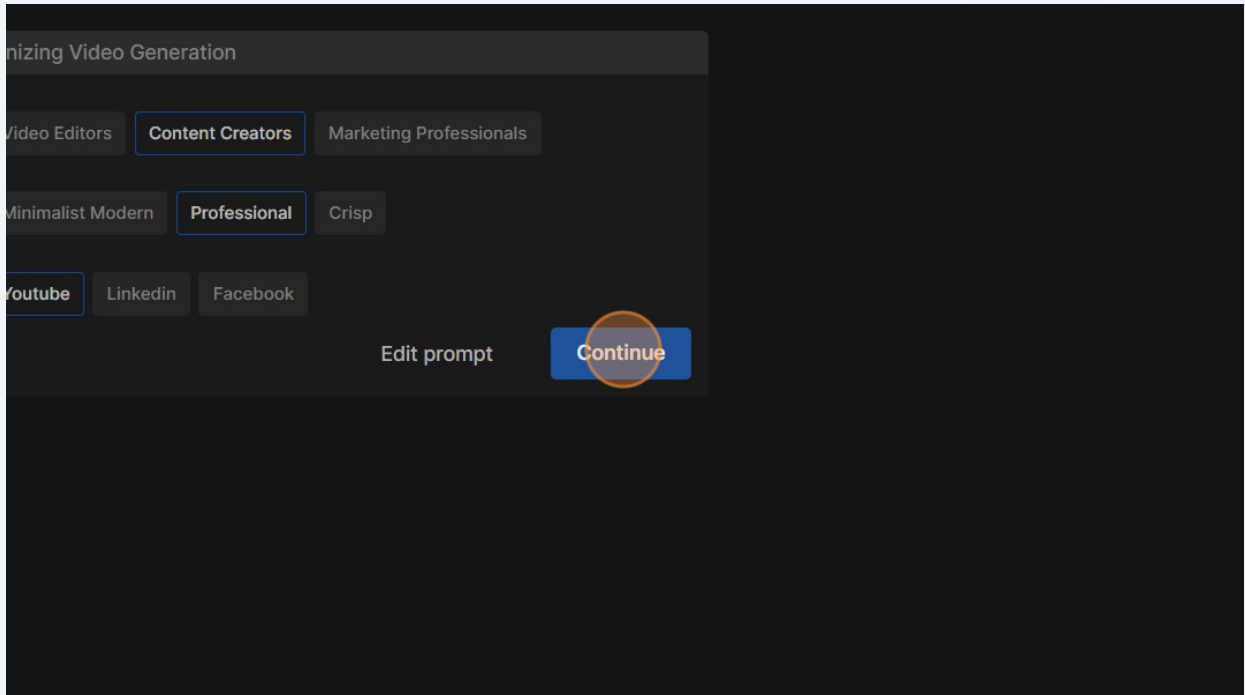 nizing Video Generation
Video Editors Content Creators Marketing Professionals
Minimalist Modern Professional Crisp
Youtube Linkedin Facebook
Edit prompt Continue